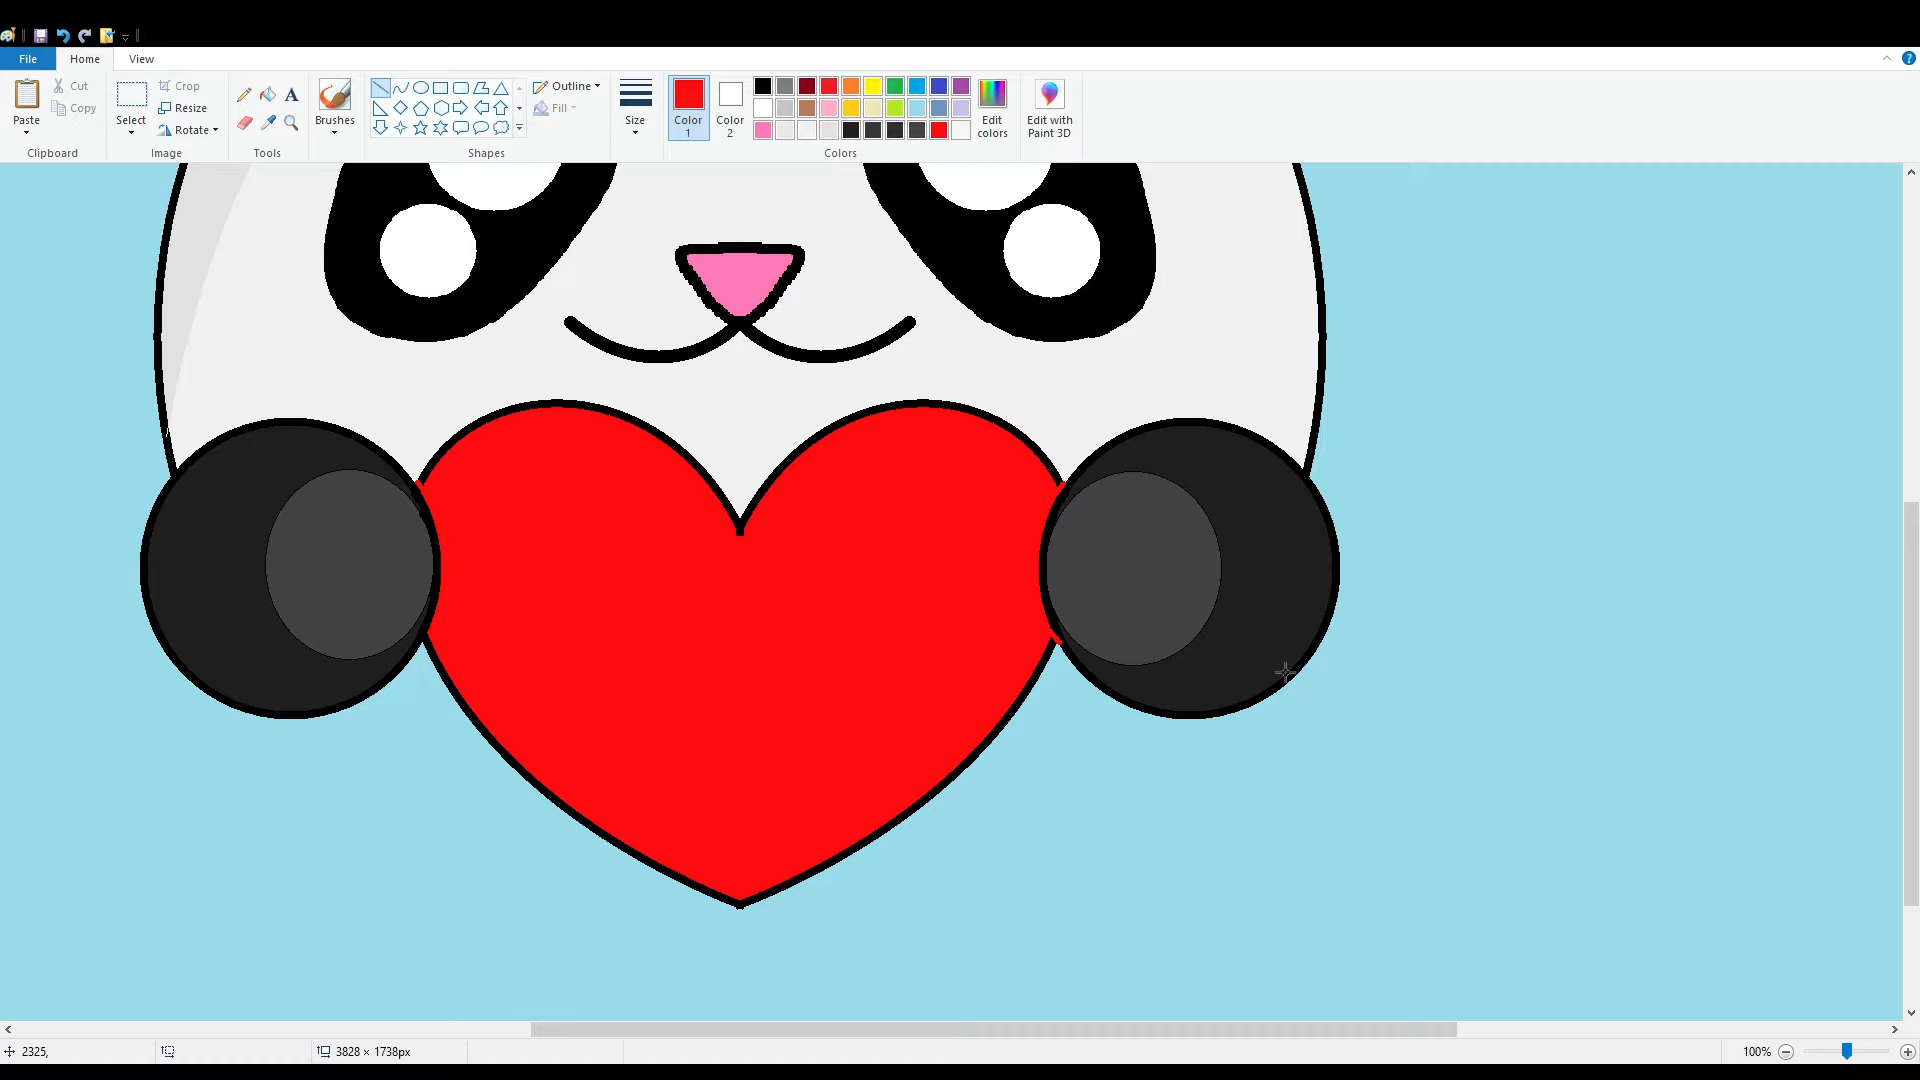 File Home View
Paste
Cut
Copy
Clipboard
Select
Crop
Resize
Rotate
Image
A
Tools
Brushes
Outline
Fill
Shapes
Size
Color
1
Color
2
Edit
colors
Colors
Edit with
Paint 3D
?
2325,
3828 × 1738px
100%